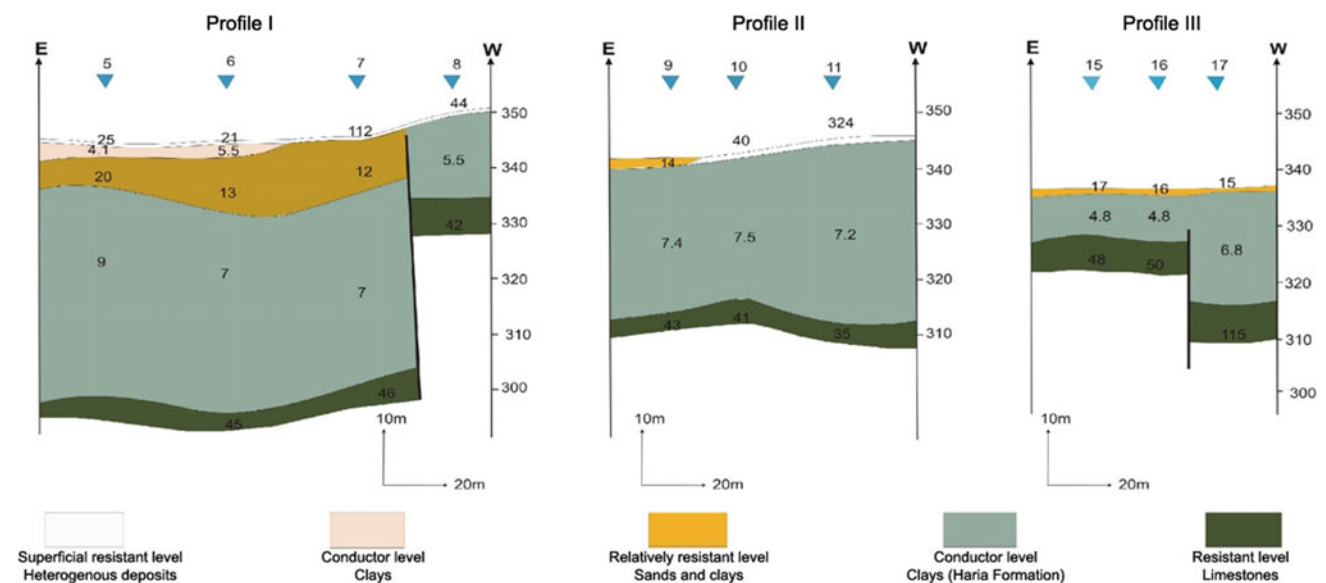 Profile I
Profile II
Profile III
E
W
E
W
E
W
5
6
7
8
9
10
11
15
16
17
44
350
350
350
25
21
112
324
4.1
5.5
40
340
14
340
340
20
13
12
5.5
17
16
15
330
42
330
4.8
4.8
330
9
7
7
7.4
7.5
7.2
48
50
6.8
320
320
320
310
43
41
35
310
115
310
46
300
300
45
10m
10m
10m
20m
20m
20m
Superficial resistant level
Heterogenous deposits
Conductor level
Clays
Relatively resistant level
Sands and clays
Conductor level
Clays (Haria Formation)
Resistant level
Limestones